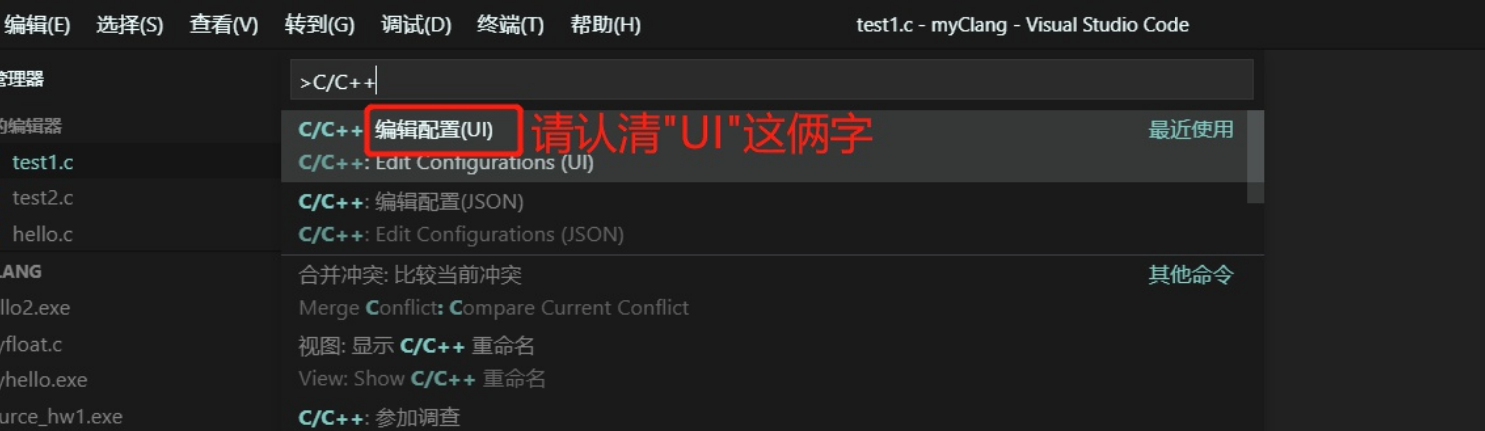 编辑(E) 选择(S) 查看(V) 转到(G) 调试(D) 终端(T) 帮助(H) test1.c - myClang - Visual Studio Code
管理器
>C/C++
的编辑器
C/C++: 编辑配置(UI) 请认清"UI"这俩字 最近使用
test1.c
C/C++: Edit Configurations (UI)
test2.c
C/C++: 编辑配置(JSON)
hello.c
C/C++: Edit Configurations (JSON)
LANG
合并冲突: 比较当前冲突 其他命令
llo2.exe
Merge Conflict: Compare Current Conflict
yfloat.c
视图: 显示 C/C++ 重命名
yhello.exe
View: Show C/C++ 重命名
urce_hw1.exe
C/C++: 参加调查